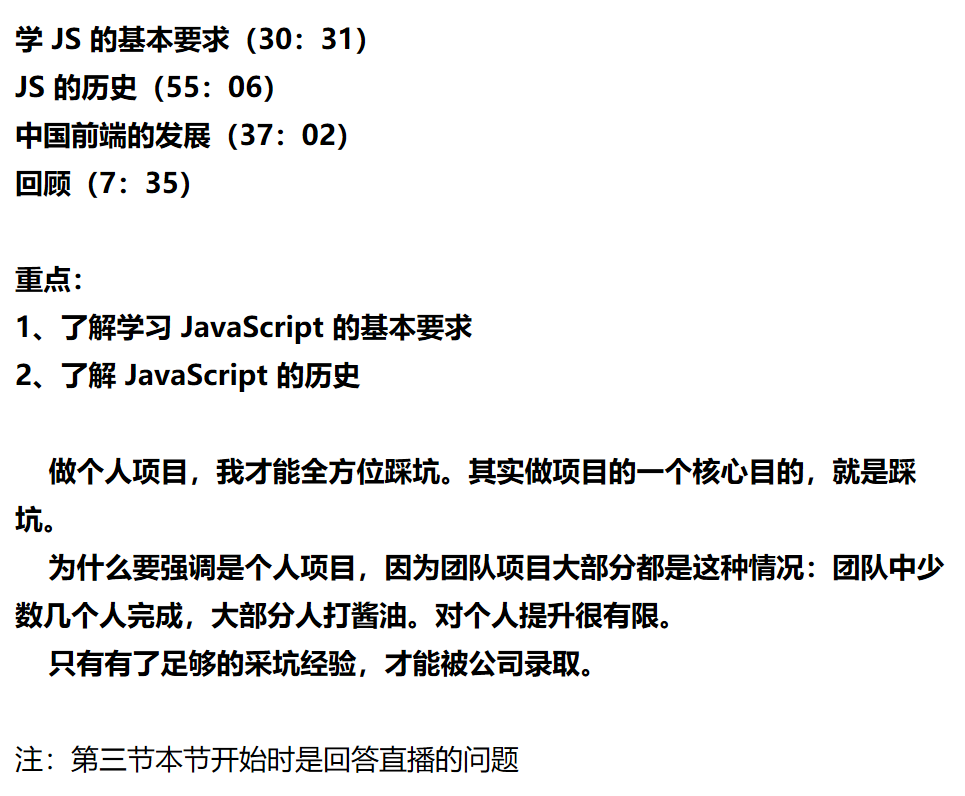 学 JS 的基本要求（30：31）
JS 的历史（55：06）
中国前端的发展（37：02）
回顾（7：35）
重点：
1、了解学习 JavaScript 的基本要求
2、了解 JavaScript 的历史
做个人项目，我才能全方位踩坑。其实做项目的一个核心目的，就是踩
坑。
为什么要强调是个人项目，因为团队项目大部分都是这种情况：团队中少
数几个人完成，大部分人打酱油。对个人提升很有限。
只有有了足够的采坑经验，才能被公司录取。
注：第三节本节开始时是回答直播的问题